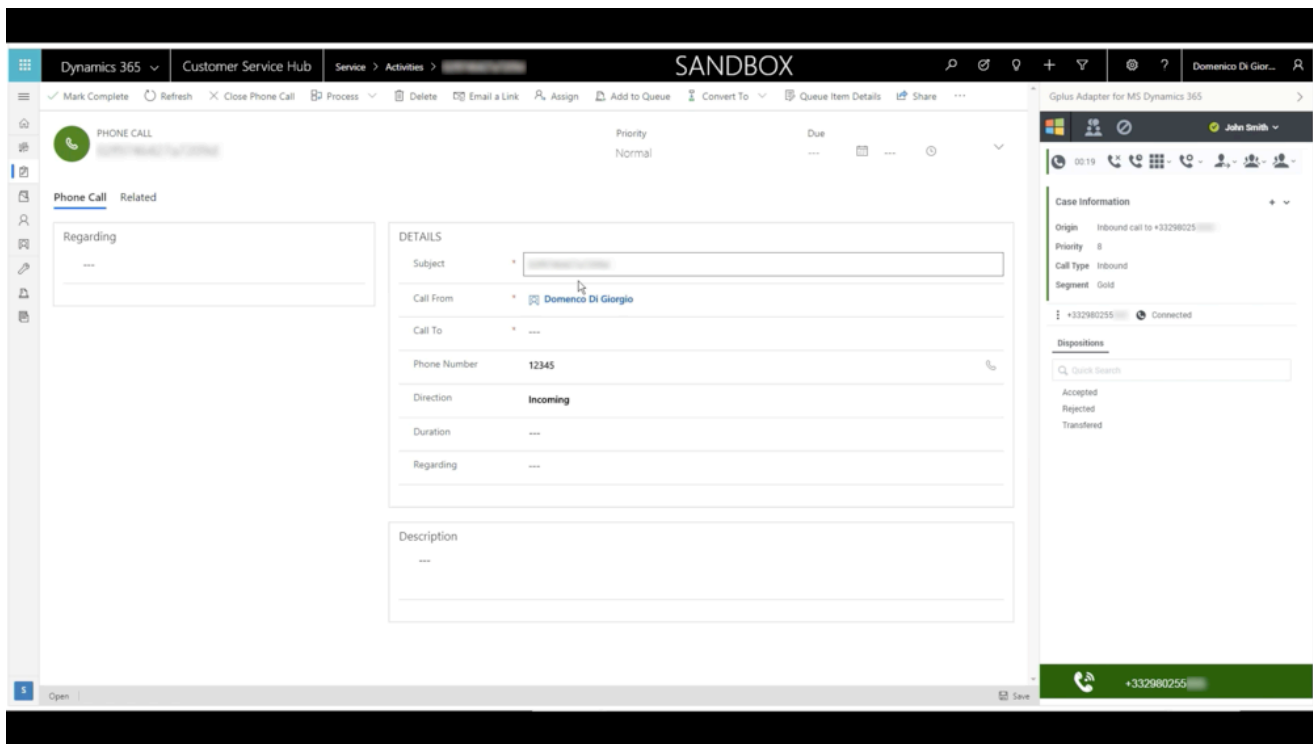 Dynamics 365
Customer Service Hub
Service > Activities >
SANDBOX
Domenico Di Gior...
Mark Complete
Refresh
Close Phone Call
Process
Delete
Email a Link
Assign
Add to Queue
Convert To
Queue Item Details
Share
Gplus Adapter for MS Dynamics 365
PHONE CALL
Priority
Normal
Due
---
---
John Smith
00:19
Phone Call
Related
Regarding
---
DETAILS
Subject *
Call From * Domenco Di Giorgio
Call To * ---
Phone Number 12345
Direction Incoming
Duration ---
Regarding ---
Description
---
Case Information
Origin Inbound call to +33298025
Priority 8
Call Type Inbound
Segment Gold
+332980255 Connected
Dispositions
Quick Search
Accepted
Rejected
Transfered
S
Open
Save
+332980255